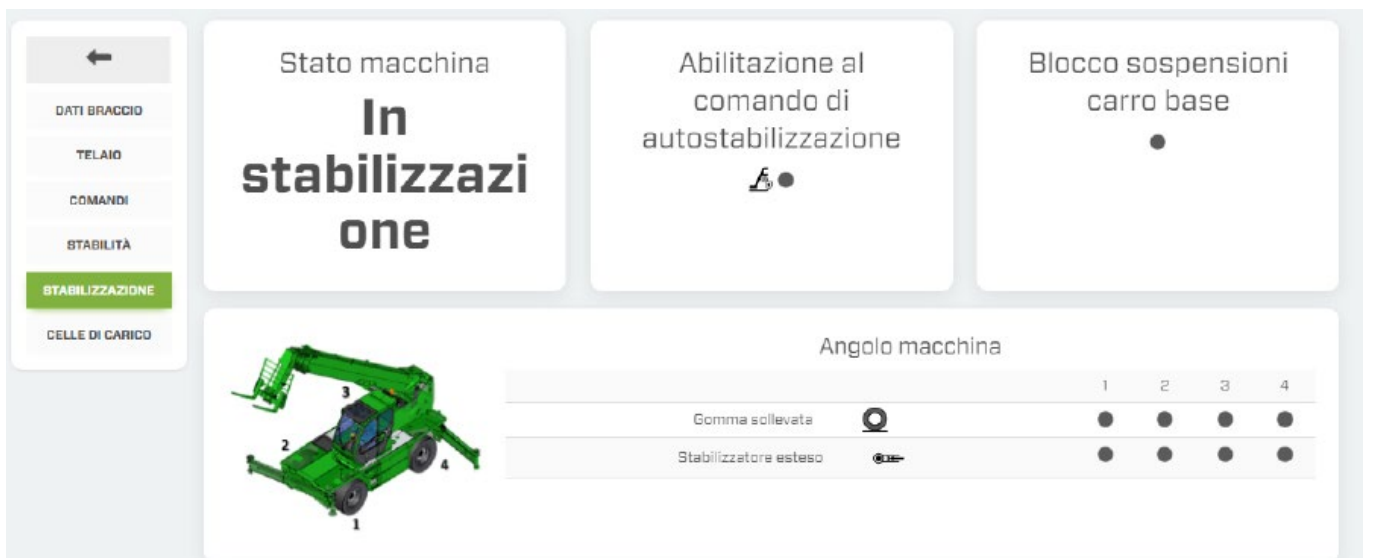 DATI BRACCIO
TELAIO
COMANDI
STABILITÀ
STABILIZZAZIONE
CELLE DI CARICO
Stato macchina
In
stabilizzazi
one
Abilitazione al
comando di
autostabilizzazione
Blocco sospensioni
carro base
3
2
4
1
Angolo macchina
1 2 3 4
Gomma sollevata
Stabilizzatore esteso